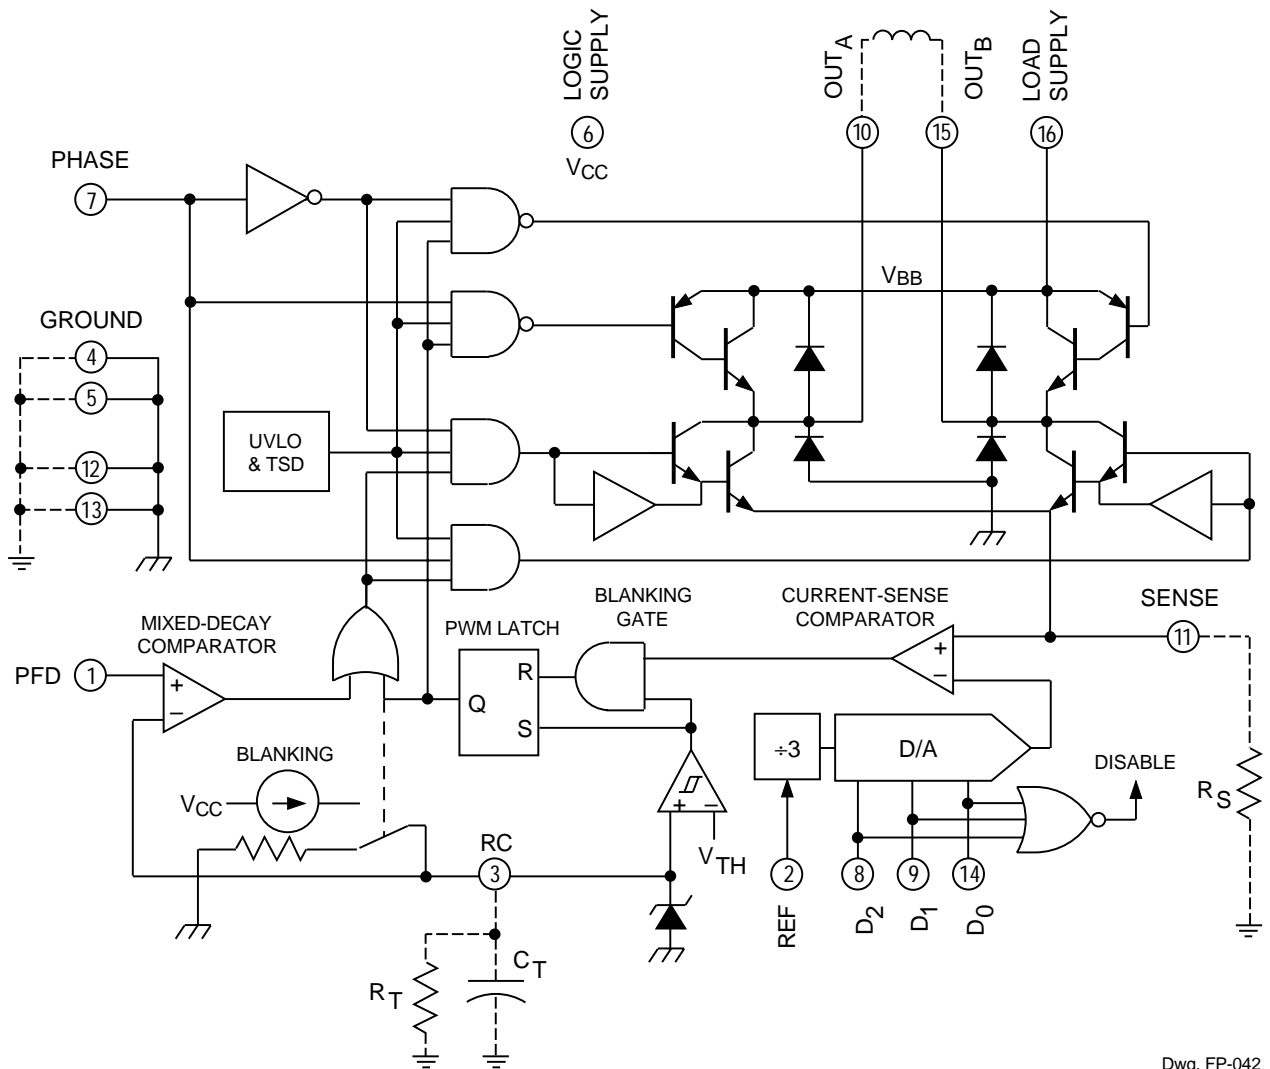 LOGIC
SUPPLY
6
VCC
OUTA
10
OUTB
15
LOAD
SUPPLY
16
PHASE
7
GROUND
4
5
12
13
VBB
UVLO
& TSD
MIXED-DECAY
COMPARATOR
PFD
1
+
–
PWM LATCH
R
Q
S
BLANKING
GATE
CURRENT-SENSE
COMPARATOR
+
–
SENSE
11
BLANKING
VCC
RC
3
+ –
VTH
÷3
D/A
DISABLE
RS
2
REF
8
D2
9
D1
14
D0
RT
CT
Dwg. FP-042